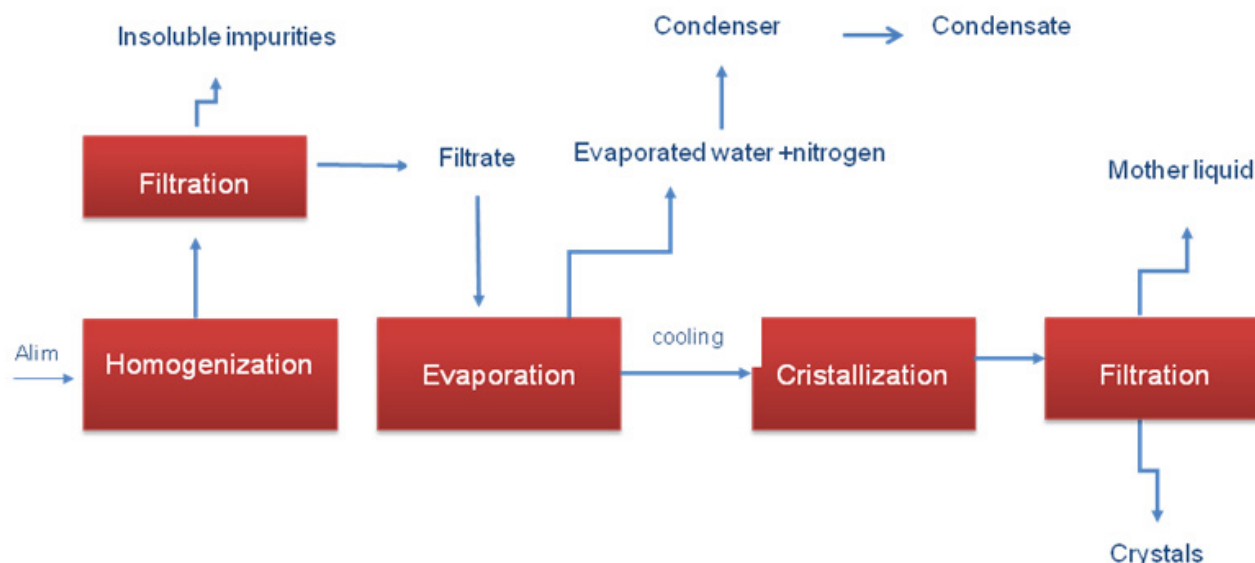 Insoluble impurities
Condenser
Condensate
Filtration
Filtrate
Evaporated water +nitrogen
Mother liquid
Alim
Homogenization
Evaporation
cooling
Cristallization
Filtration
Crystals